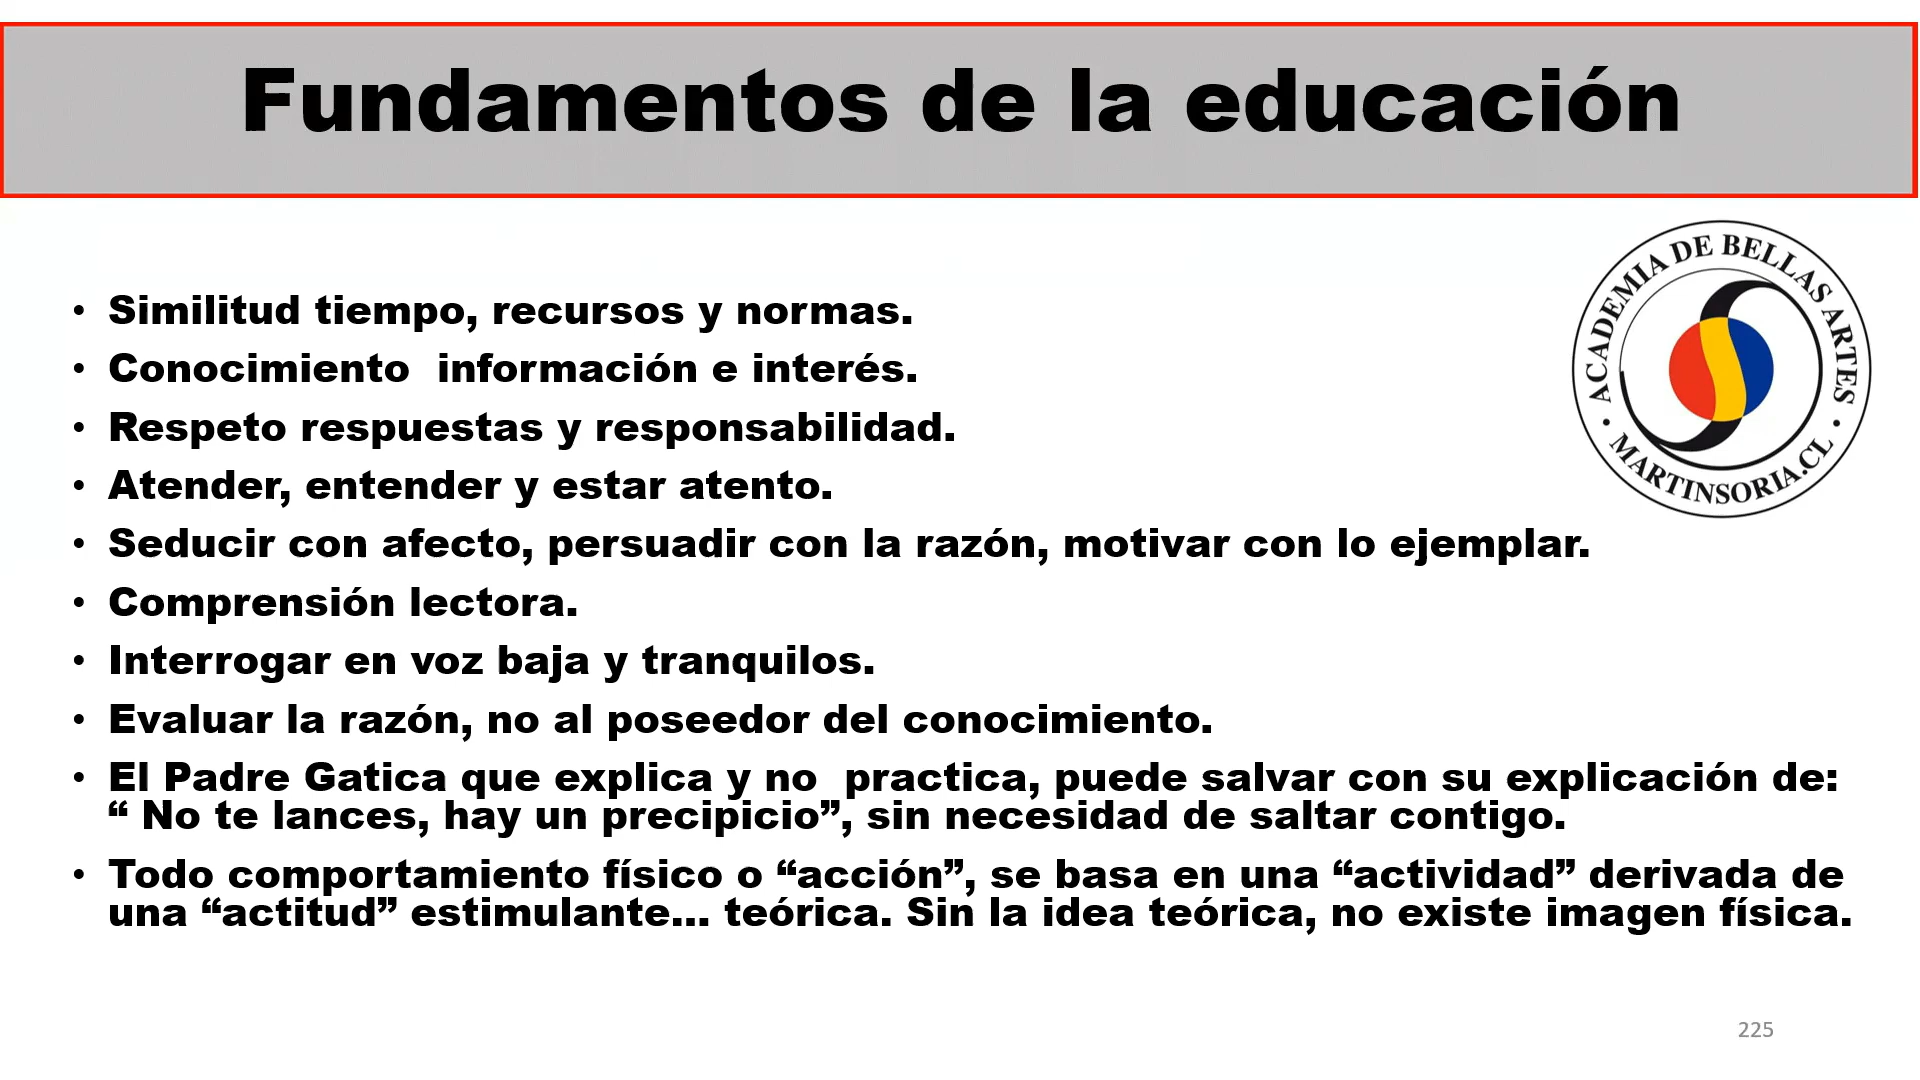 Fundamentos de la educación
ACADEMIA DE BELLAS ARTES
• MARTINSORIA.CL •
• Similitud tiempo, recursos y normas.
• Conocimiento  información e interés.
• Respeto respuestas y responsabilidad.
• Atender, entender y estar atento.
• Seducir con afecto, persuadir con la razón, motivar con lo ejemplar.
• Comprensión lectora.
• Interrogar en voz baja y tranquilos.
• Evaluar la razón, no al poseedor del conocimiento.
• El Padre Gatica que explica y no  practica, puede salvar con su explicación de:
“ No te lances, hay un precipicio”, sin necesidad de saltar contigo.
• Todo comportamiento físico o “acción”, se basa en una “actividad” derivada de
una “actitud” estimulante... teórica. Sin la idea teórica, no existe imagen física.
225